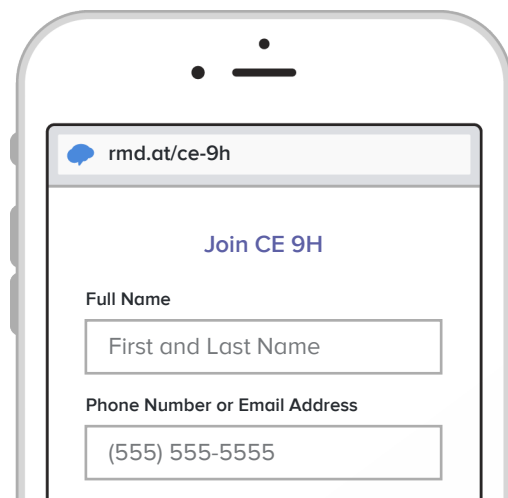 rmd.at/ce-9h
Join CE 9H
Full Name
First and Last Name
Phone Number or Email Address
(555) 555-5555